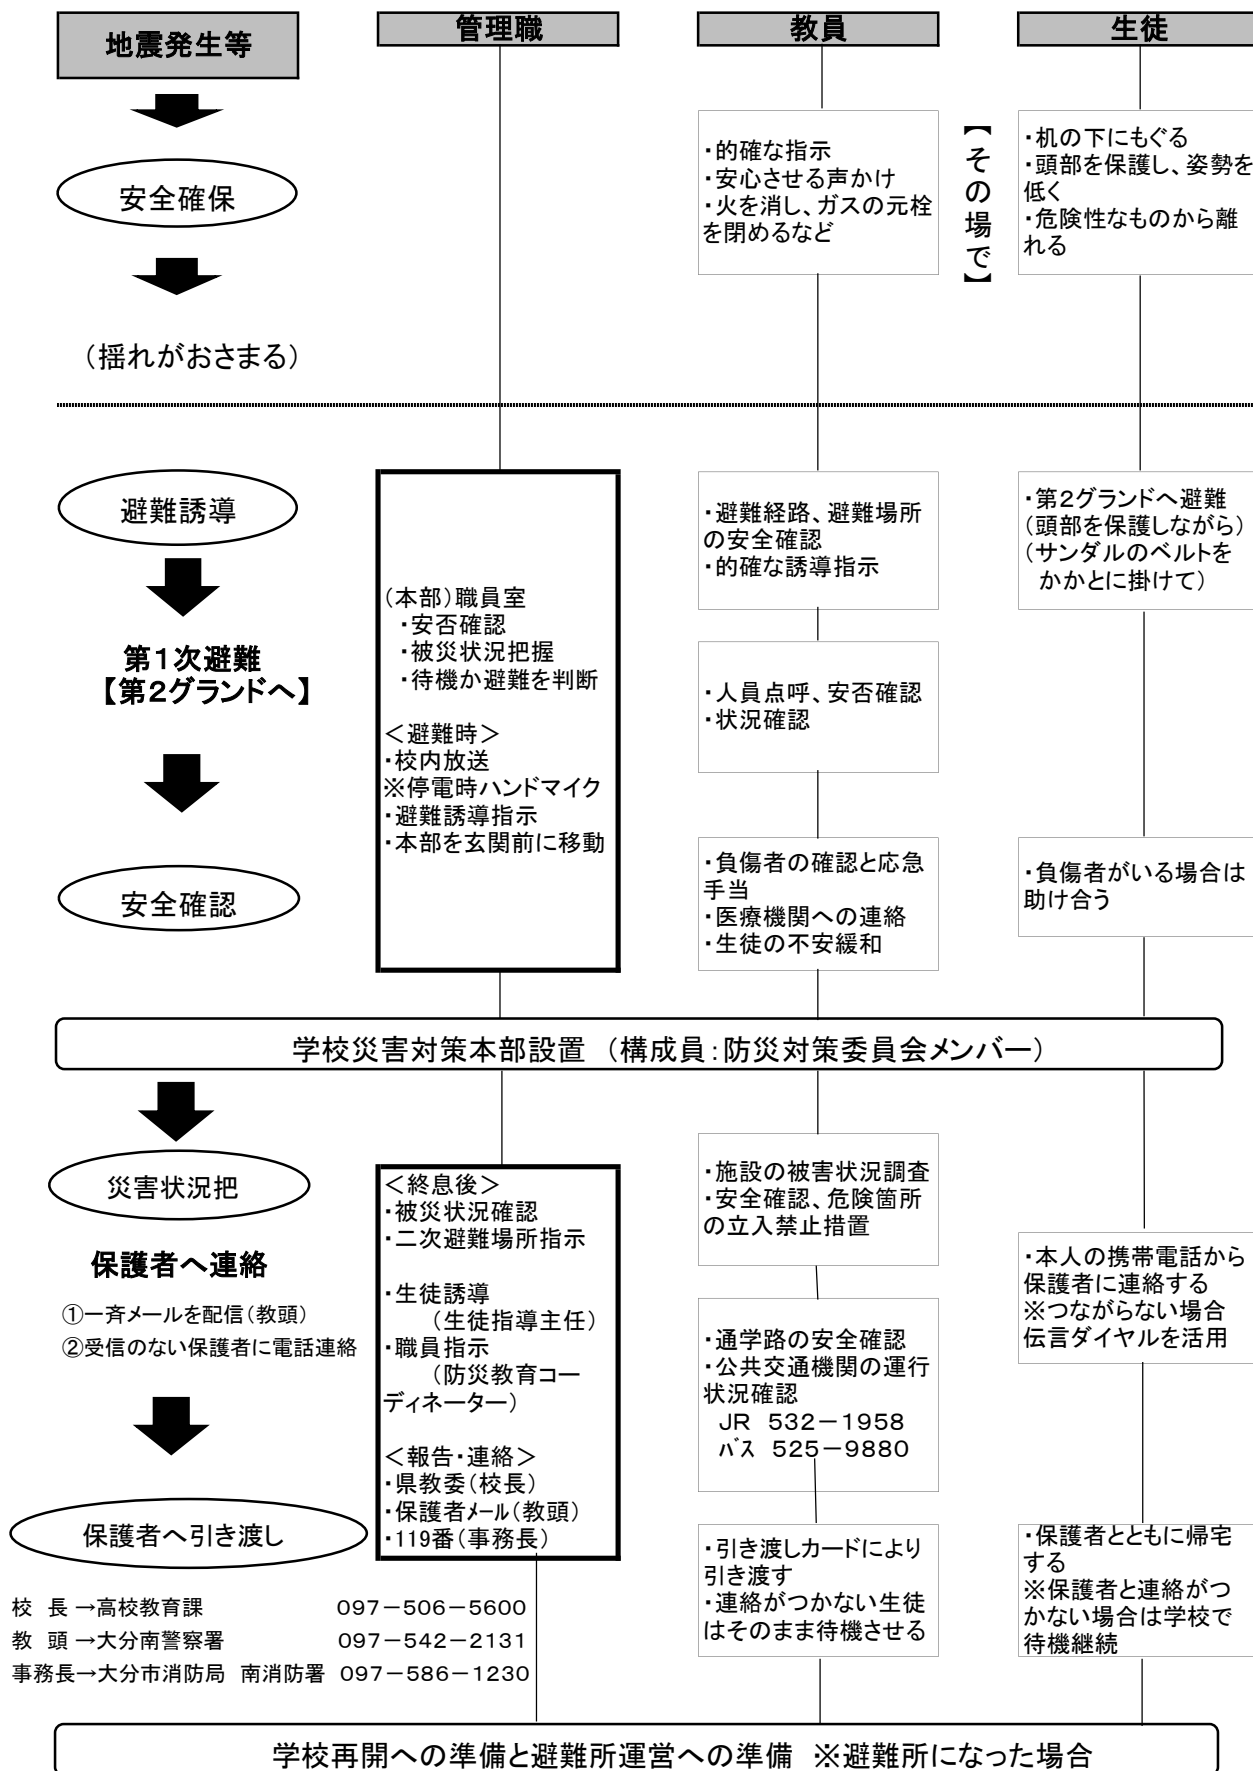 地震発生等
管理職
教員
生徒
安全確保
・的確な指示
・安心させる声かけ
・火を消し、ガスの元栓
を閉めるなど
【その場で】
・机の下にもぐる
・頭部を保護し、姿勢を
低く
・危険性なものから離
れる
(揺れがおさまる)
避難誘導
第1次避難
【第2グランドへ】
安全確認
(本部)職員室
・安否確認
・被災状況把握
・待機か避難を判断
<避難時>
・校内放送
※停電時ハンドマイク
・避難誘導指示
・本部を玄関前に移動
・避難経路、避難場所
の安全確認
・的確な誘導指示
・人員点呼、安否確認
・状況確認
・負傷者の確認と応急
手当
・医療機関への連絡
・生徒の不安緩和
・第2グランドへ避難
(頭部を保護しながら)
(サンダルのベルトを
かかとに掛けて)
・負傷者がいる場合は
助け合う
学校災害対策本部設置 (構成員:防災対策委員会メンバー)
災害状況把
保護者へ連絡
①一斉メールを配信(教頭)
②受信のない保護者に電話連絡
保護者へ引き渡し
<終息後>
・被災状況確認
・二次避難場所指示
・生徒誘導
(生徒指導主任)
・職員指示
(防災教育コー
ディネーター)
<報告・連絡>
・県教委(校長)
・保護者メール(教頭)
・119番(事務長)
・施設の被害状況調査
・安全確認、危険箇所
の立入禁止措置
・通学路の安全確認
・公共交通機関の運行
状況確認
JR 532-1958
バス 525-9880
・引き渡しカードにより
引き渡す
・連絡がつかない生徒
はそのまま待機させる
・本人の携帯電話から
保護者に連絡する
※つながらない場合
伝言ダイヤルを活用
・保護者とともに帰宅
する
※保護者と連絡がつ
かない場合は学校で
待機継続
校 長→高校教育課 097-506-5600
教 頭→大分南警察署 097-542-2131
事務長→大分市消防局 南消防署 097-586-1230
学校再開への準備と避難所運営への準備 ※避難所になった場合